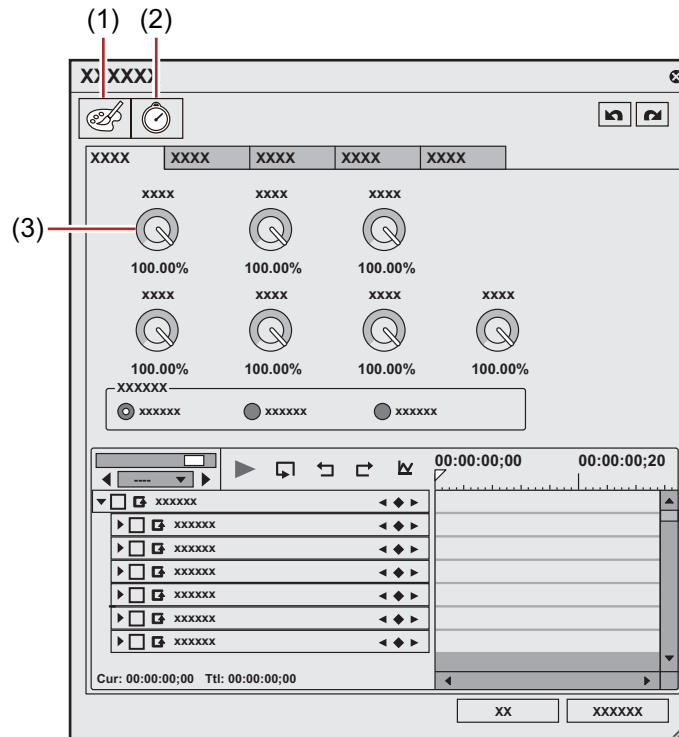 (1) (2)
XXXXXX
XXXX XXXX XXXX XXXX XXXX
xxxx xxxx xxxx
(3)
100.00% 100.00% 100.00%
xxxx xxxx xxxx xxxx
100.00% 100.00% 100.00% 100.00%
XXXXXX
xxxxxx xxxxxx xxxxxx
00:00:00;00 00:00:00;20
----
xxxxxx
xxxxxx
xxxxxx
xxxxxx
xxxxxx
xxxxxx
xxxxxx
Cur: 00:00:00;00 Ttl: 00:00:00;00
XX XXXXXX